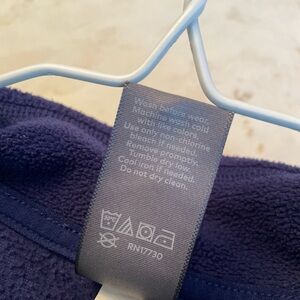 Wash before wear.
Machine wash cold
with like colors.
Use only non-chlorine
bleach if needed.
Remove promptly.
Tumble dry low.
Cool iron if needed.
Do not dry clean.
RN17730